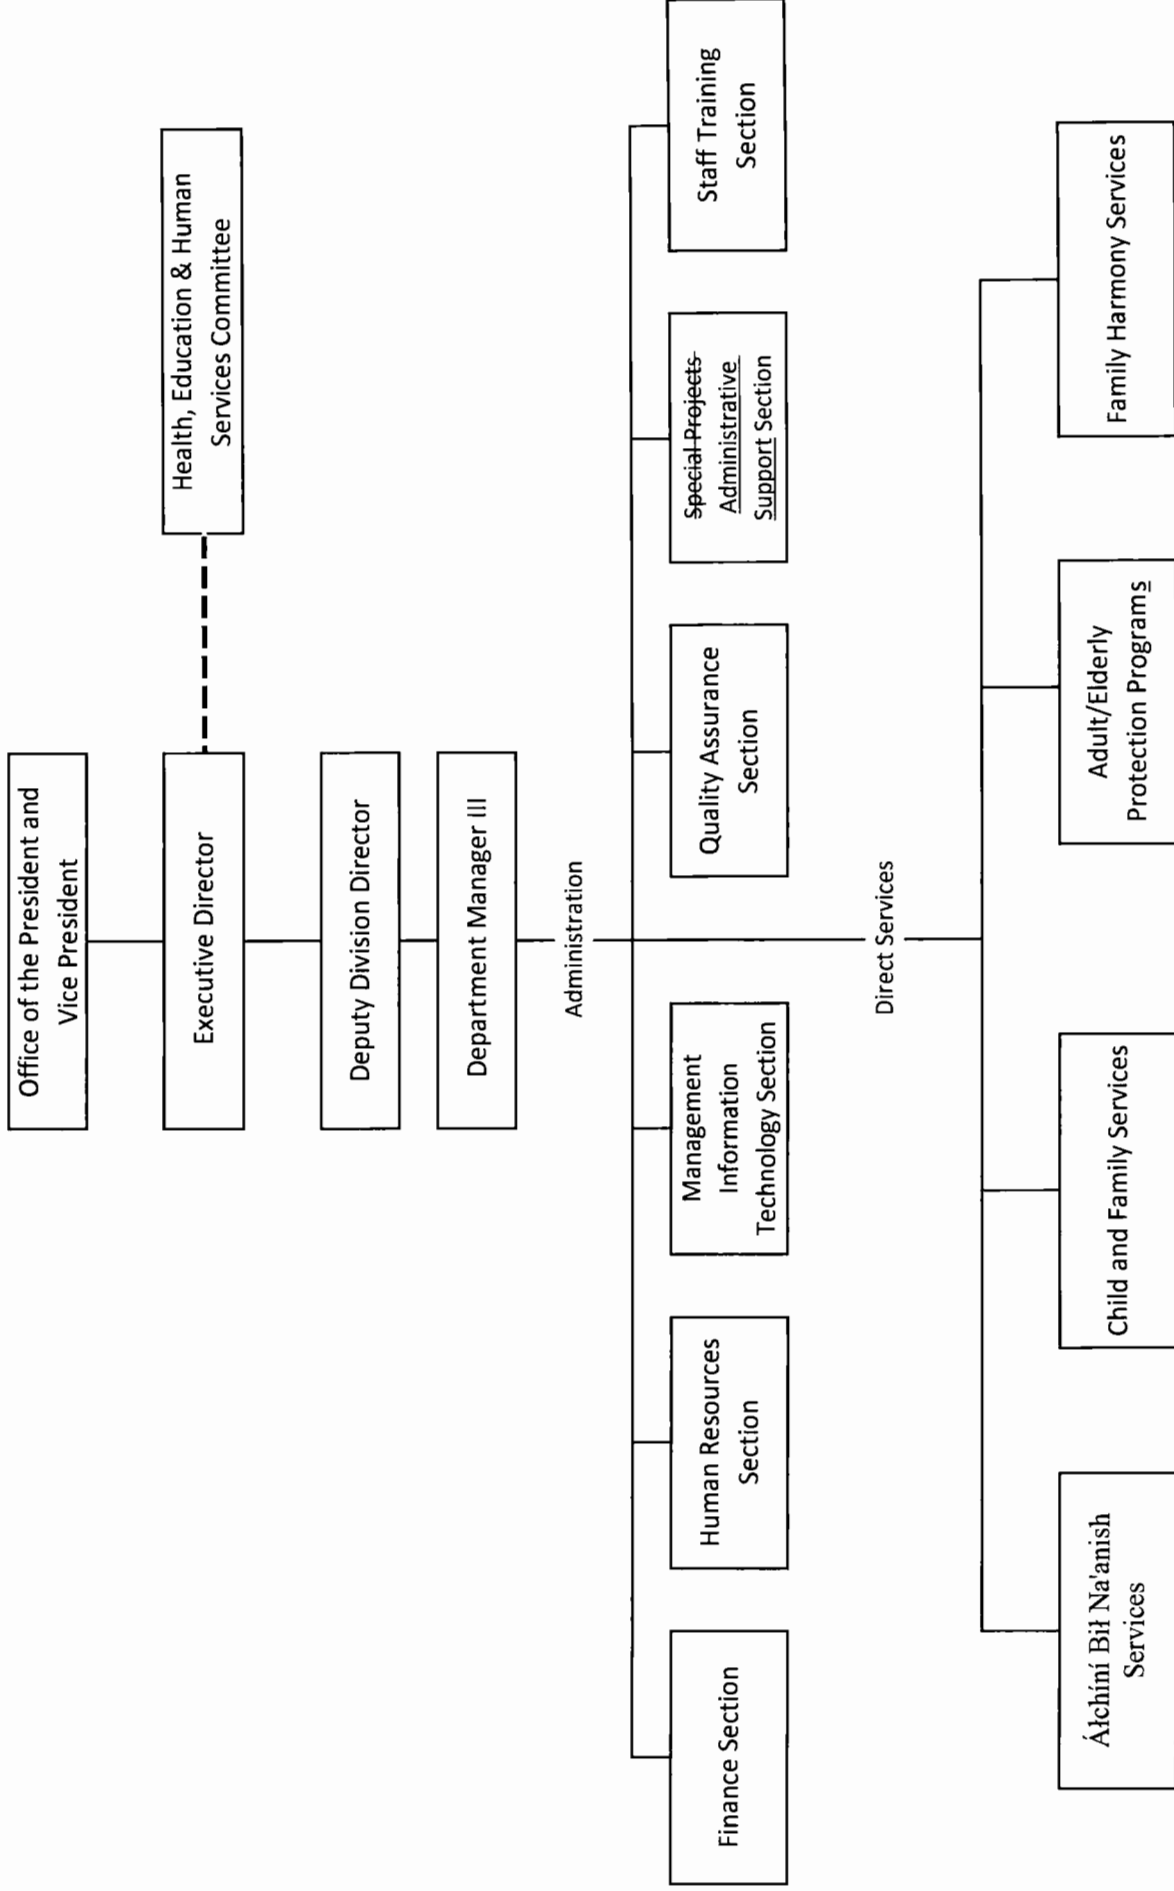 Office of the President and
Vice President
Executive Director
Health, Education & Human
Services Committee
Deputy Division Director
Department Manager III
Administration
Finance Section
Human Resources
Section
Management
Information
Technology Section
Quality Assurance
Section
Special Projects
Administrative
Support Section
Staff Training
Section
Direct Services
Áłchíní Bił Na'anish
Services
Child and Family Services
Adult/Elderly
Protection Programs
Family Harmony Services